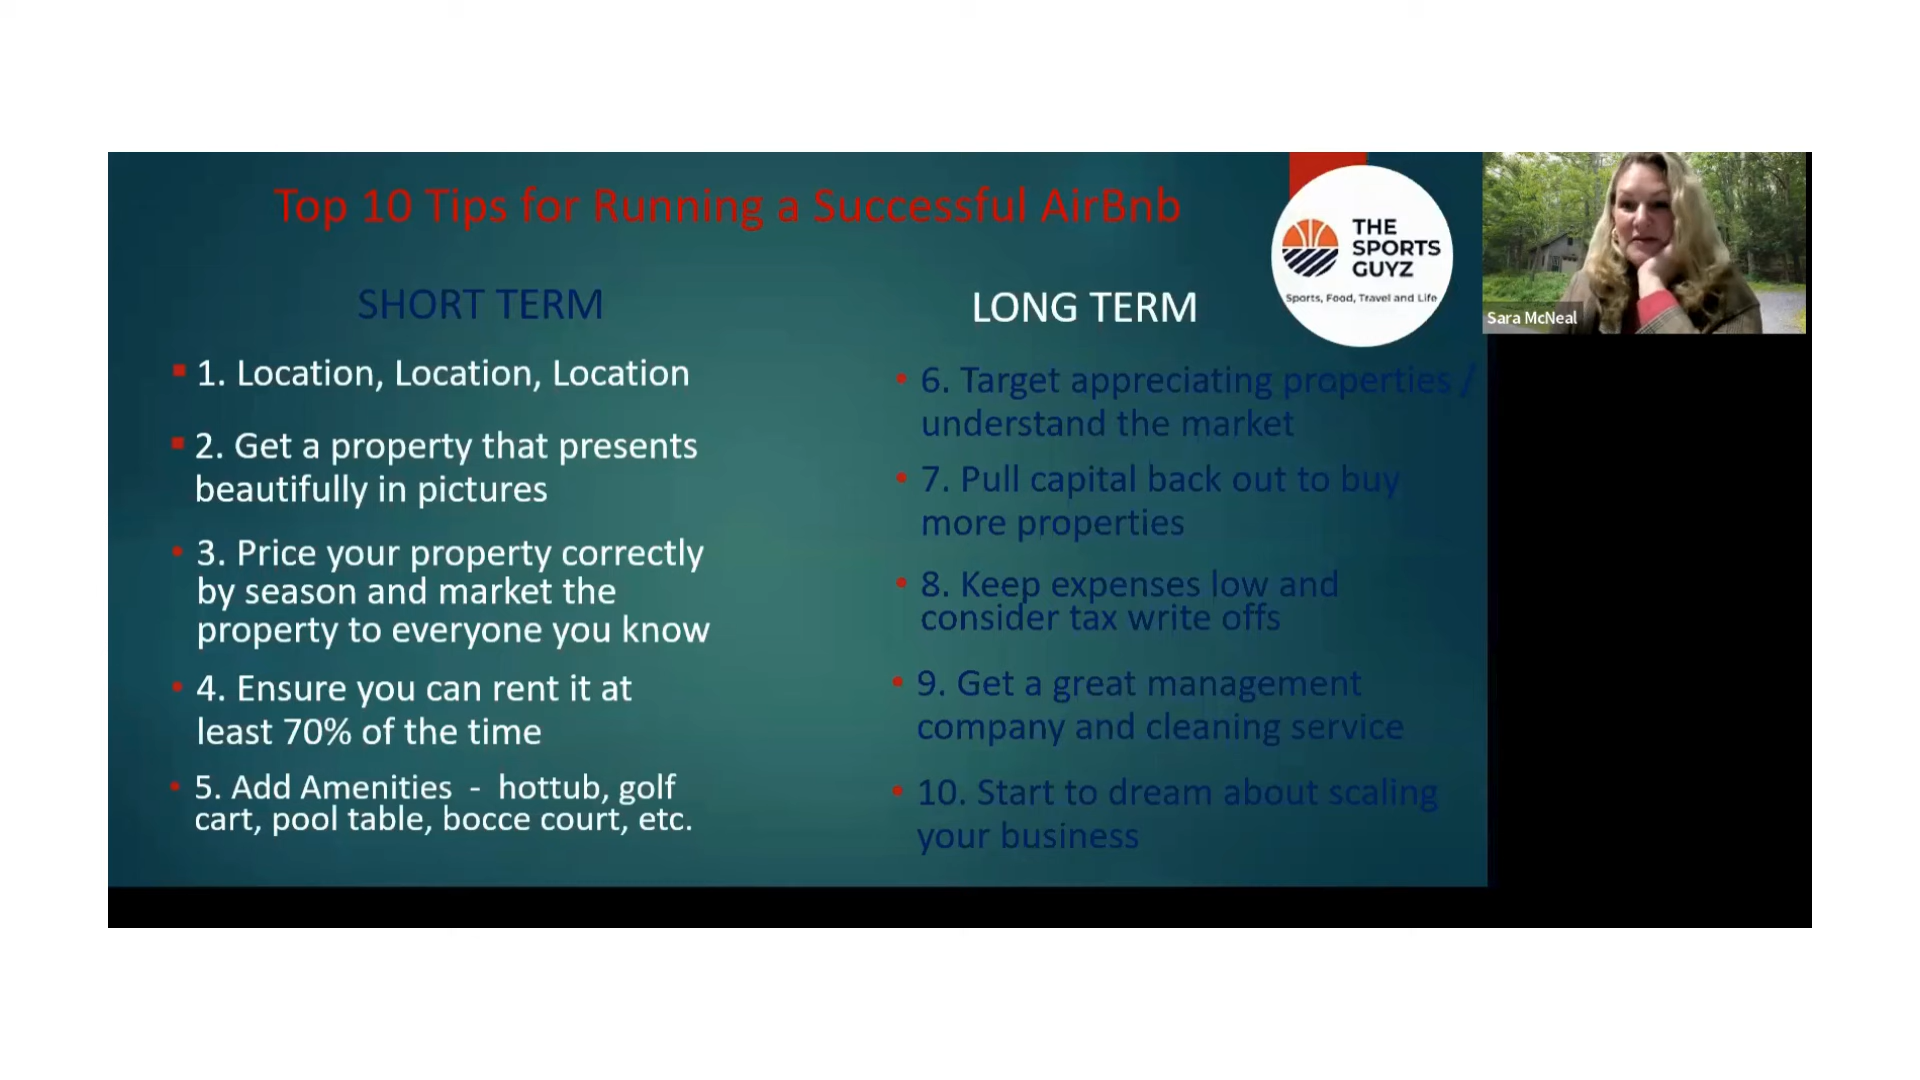 Top 10 Tips for Running a Successful AirBnb
THE
SPORTS
GUYZ
Sports, Food, Travel and Life
Sara McNeal
SHORT TERM
1. Location, Location, Location
2. Get a property that presents
beautifully in pictures
3. Price your property correctly
by season and market the
property to everyone you know
4. Ensure you can rent it at
least 70% of the time
5. Add Amenities - hottub, golf
cart, pool table, bocce court, etc.
LONG TERM
6. Target appreciating properties /
understand the market
7. Pull capital back out to buy
more properties
8. Keep expenses low and
consider tax write offs
9. Get a great management
company and cleaning service
10. Start to dream about scaling
your business